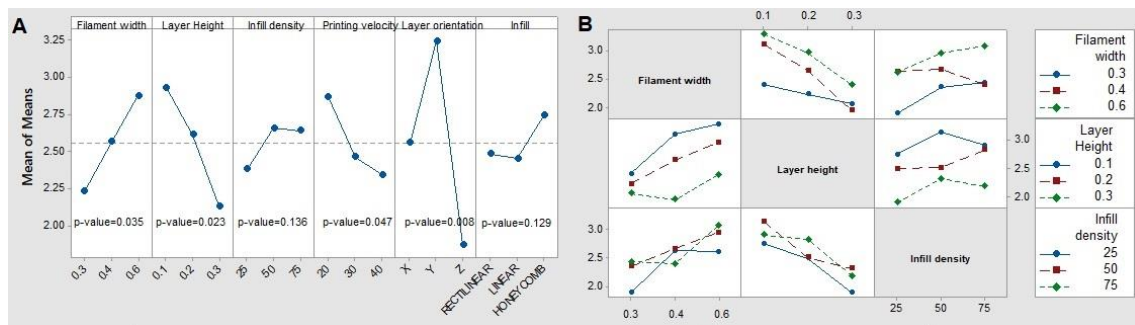 A
Filament width
Layer Height
Infill density
Printing velocity
Layer orientation
Infill
Mean of Means
3.25
3.00
2.75
2.50
2.25
2.00
p-value=0.035
p-value=0.023
p-value=0.136
p-value=0.047
p-value=0.008
p-value=0.129
0.3
0.4
0.6
0.1
0.2
0.3
25
50
75
20
30
40
X
Y
Z
RECTILINEAR
LINEAR
HONEYCOMB
B
0.1
0.2
0.3
3.0
2.5
2.0
Filament width
Layer height
3.0
2.5
2.0
3.0
2.5
2.0
Infill density
0.3
0.4
0.6
25
50
75
Filament
width
0.3
0.4
0.6
Layer
Height
0.1
0.2
0.3
Infill
density
25
50
75